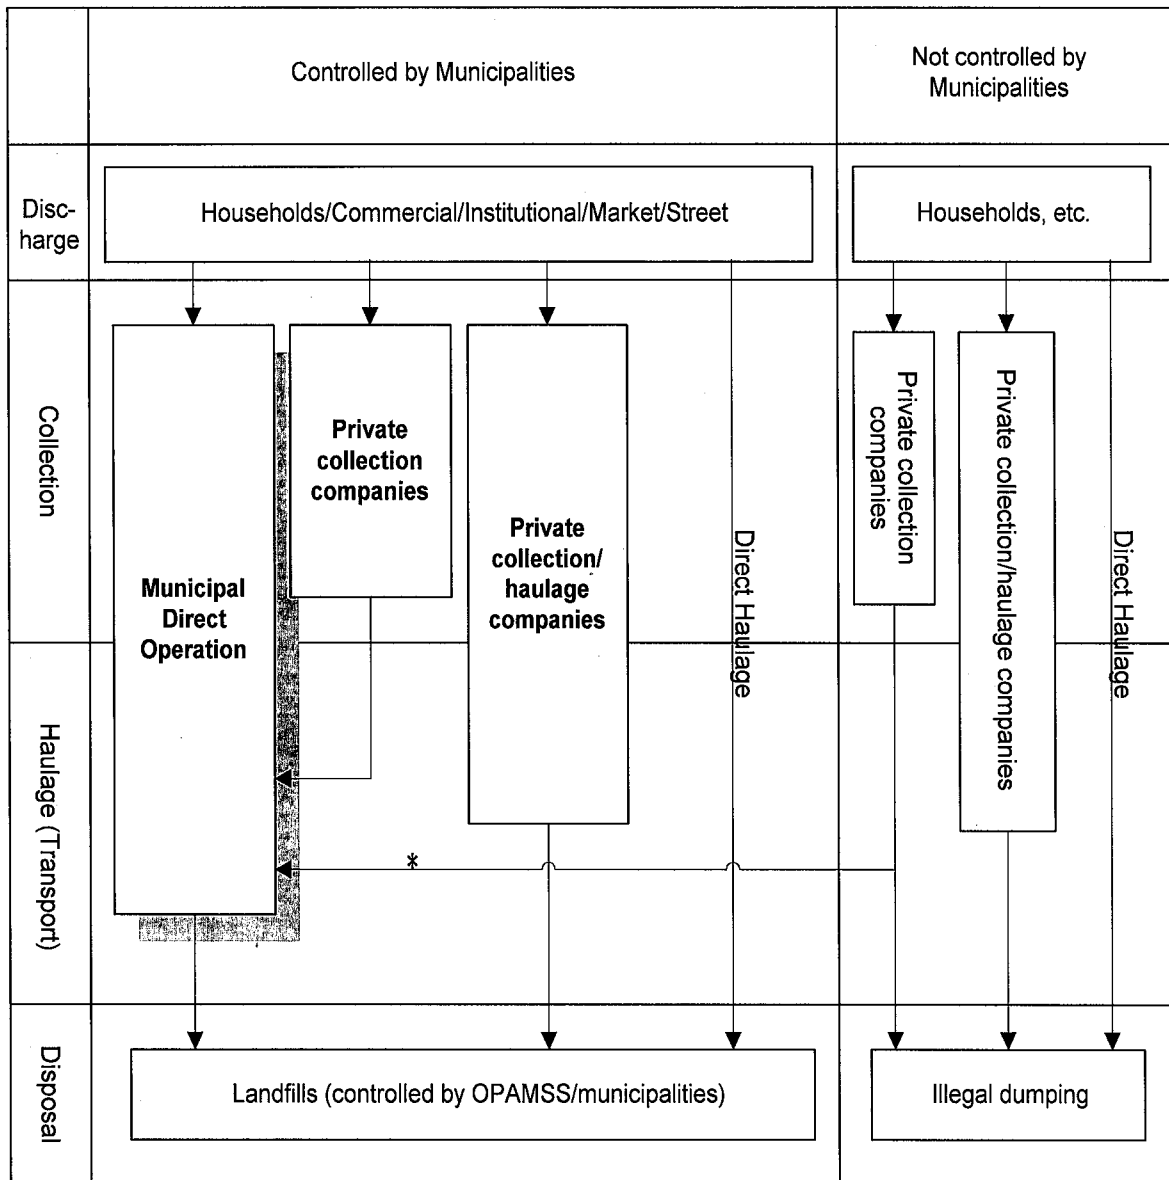 Controlled by Municipalities
Not controlled by
Municipalities
Disc-
harge
Households/Commercial/Institutional/Market/Street
Households, etc.
Collection
Municipal
Direct
Operation
Private
collection
companies
Private
collection/
haulage
companies
Direct Haulage
Private collection
companies
Private collection/haulage companies
Direct Haulage
Haulage (Transport)
*
Disposal
Landfills (controlled by OPAMSS/municipalities)
Illegal dumping